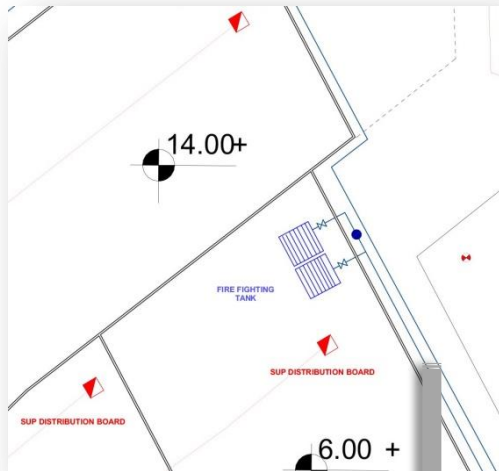 14.00+
FIRE FIGHTING
TANK
SUP DISTRIBUTION BOARD
SUP DISTRIBUTION BOARD
6.00 +